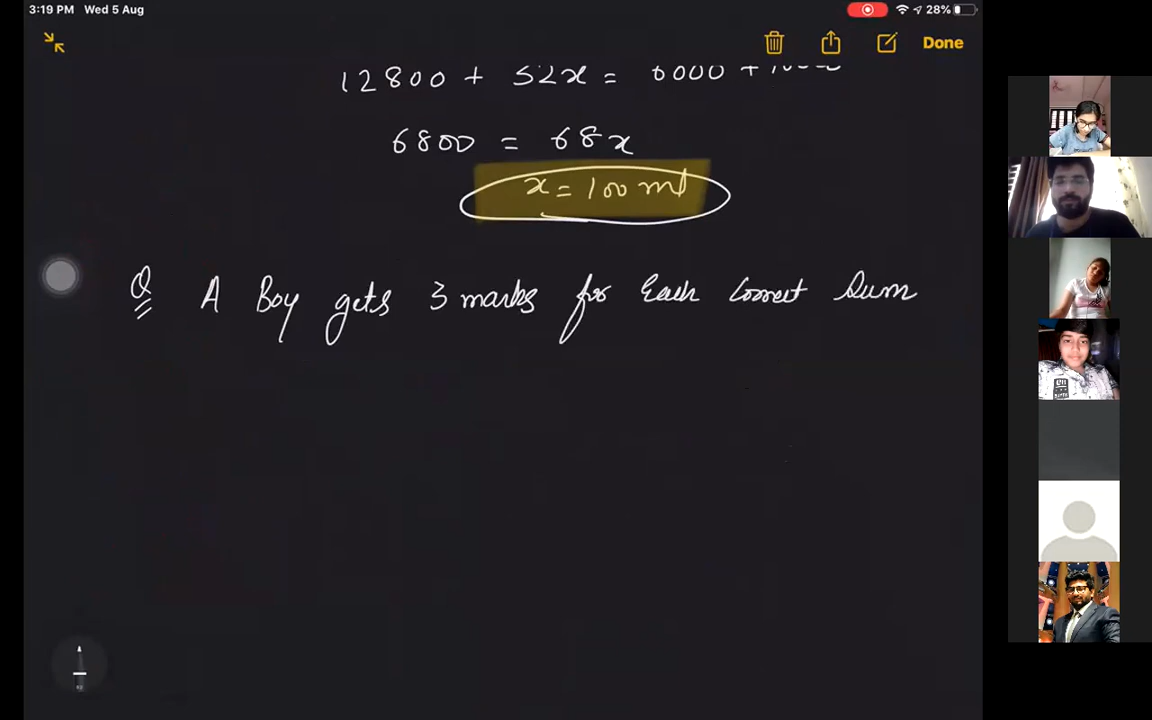 3:19 PM Wed 5 Aug
28%
Done
12800 + 52x = 6000 +
6800 = 68x
x = 100 ml
Q A Boy gets 3 marks for Each Correct Sum